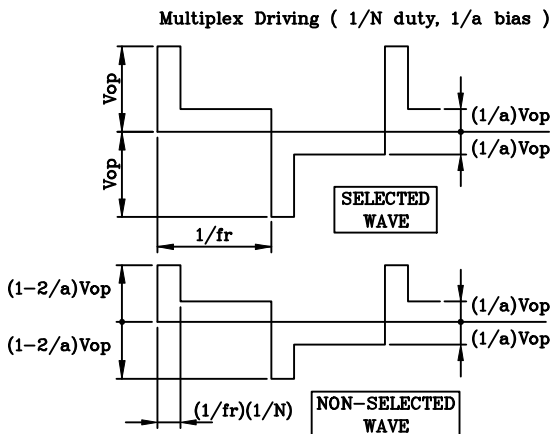 Multiplex Driving ( 1/N duty, 1/a bias )
Vop
(1/a)Vop
Vop
(1/a)Vop
SELECTED
WAVE
1/fr
(1-2/a)Vop
(1/a)Vop
(1-2/a)Vop
(1/a)Vop
(1/fr)(1/N)
NON-SELECTED
WAVE